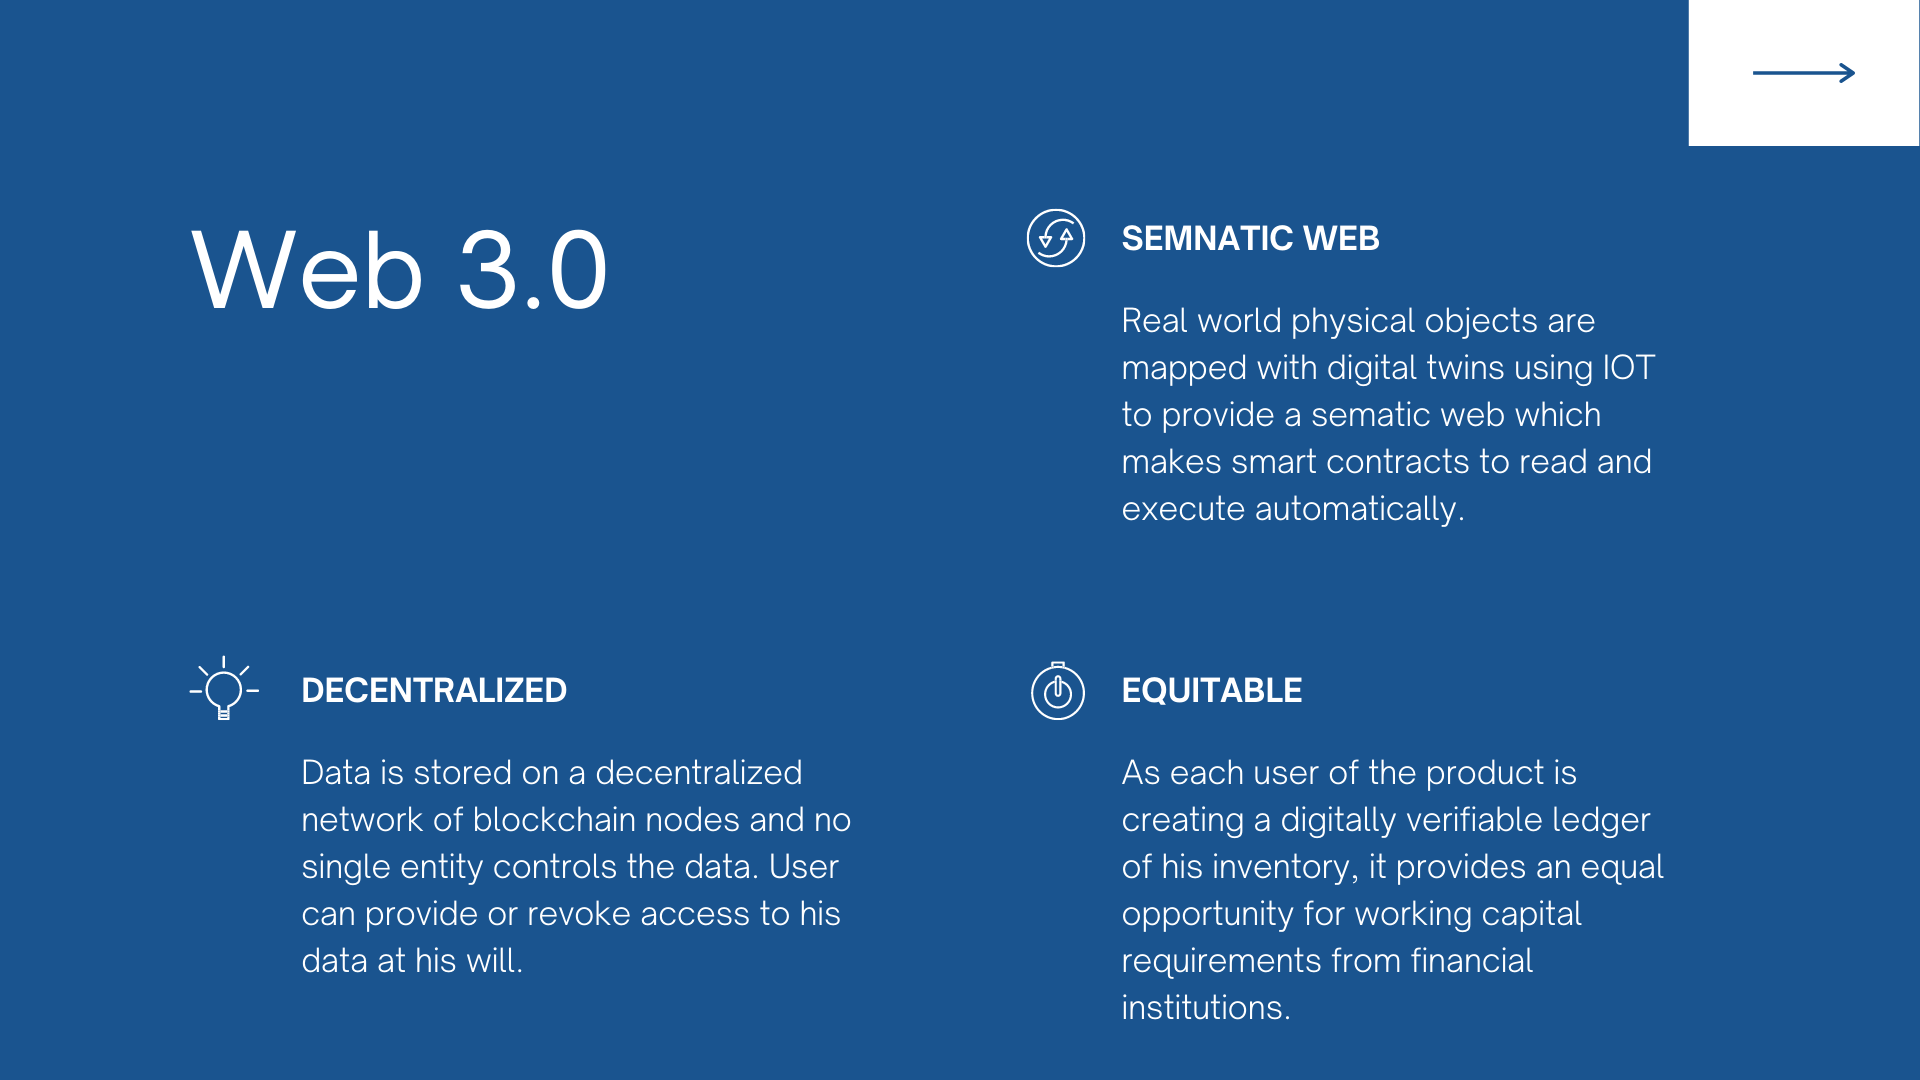 Web 3.0
SEMNATIC WEB
Real world physical objects are
mapped with digital twins using IOT
to provide a sematic web which
makes smart contracts to read and
execute automatically.
DECENTRALIZED
Data is stored on a decentralized
network of blockchain nodes and no
single entity controls the data. User
can provide or revoke access to his
data at his will.
EQUITABLE
As each user of the product is
creating a digitally verifiable ledger
of his inventory, it provides an equal
opportunity for working capital
requirements from financial
institutions.